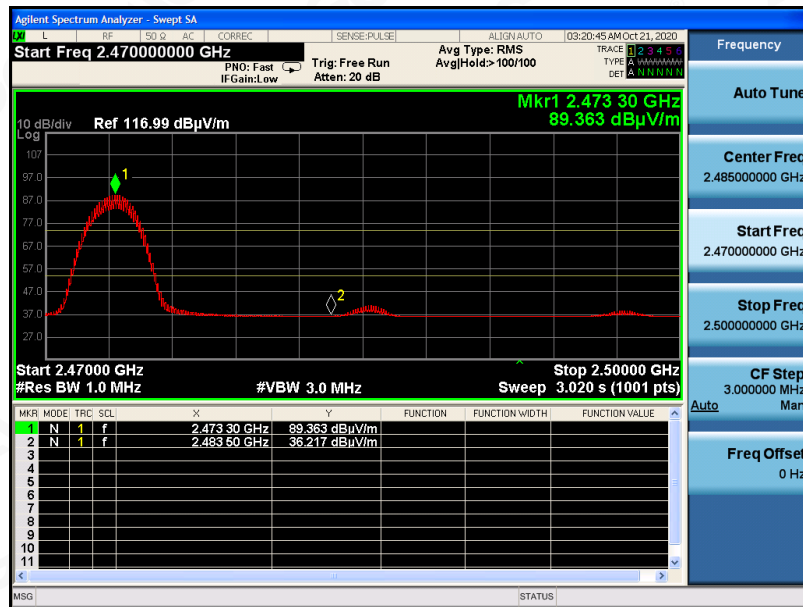 Agilent Spectrum Analyzer - Swept SA
LXI L RF 50 Ω AC CORREC SENSE:PULSE ALIGN AUTO 03:20:45 AM Oct 21, 2020
Start Freq 2.470000000 GHz
PNO: Fast
IFGain:Low
Trig: Free Run
Atten: 20 dB
Avg Type: RMS
Avg|Hold:>100/100
TRACE 1 2 3 4 5 6
TYPE A WWWWW
DET A N N N N N
Mkr1 2.473 30 GHz
89.363 dBµV/m
10 dB/div Ref 116.99 dBµV/m
Log
107
97.0
87.0
77.0
67.0
57.0
47.0
37.0
27.0
1
2
Start 2.47000 GHz Stop 2.50000 GHz
#Res BW 1.0 MHz #VBW 3.0 MHz Sweep 3.020 s (1001 pts)
MKR MODE TRC SCL X Y FUNCTION FUNCTION WIDTH FUNCTION VALUE
1 N 1 f 2.473 30 GHz 89.363 dBµV/m
2 N 1 f 2.483 50 GHz 36.217 dBµV/m
3
4
5
6
7
8
9
10
11
MSG STATUS
Frequency
Auto Tune
Center Freq
2.485000000 GHz
Start Freq
2.470000000 GHz
Stop Freq
2.500000000 GHz
CF Step
3.000000 MHz
Auto Man
Freq Offset
0 Hz